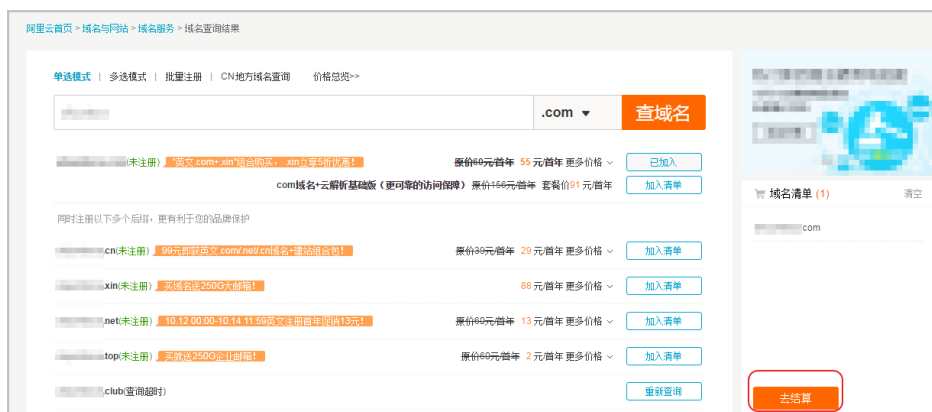 阿里云首页 > 域名与网站 > 域名服务 > 域名查询结果
单选模式 | 多选模式 | 批量注册 | CN地方域名查询 价格总览>>
.com ▼ 查域名
(未注册) "英文.com+.xin"组合购买，.xin立享5折优惠！ 原价60元/首年 55 元/首年 更多价格 已加入
com域名+云解析基础版（更可靠的访问保障） 原价156元/首年 套餐价91 元/首年 加入清单
同时注册以下多个后缀，更有利于您的品牌保护
.cn(未注册) 99元即获英文.com/.net/.cn域名+建站组合包！ 原价39元/首年 29 元/首年 更多价格 加入清单
.xin(未注册) 买域名送250G大邮箱！ 88 元/首年 更多价格 加入清单
.net(未注册) 10.12 00:00-10.14 11:59英文注册首年促销13元！ 原价60元/首年 13 元/首年 更多价格 加入清单
.top(未注册) 买就送250G企业邮箱！ 原价60元/首年 2 元/首年 更多价格 加入清单
.club(查询超时) 重新查询
域名清单 (1) 清空
.com
去结算